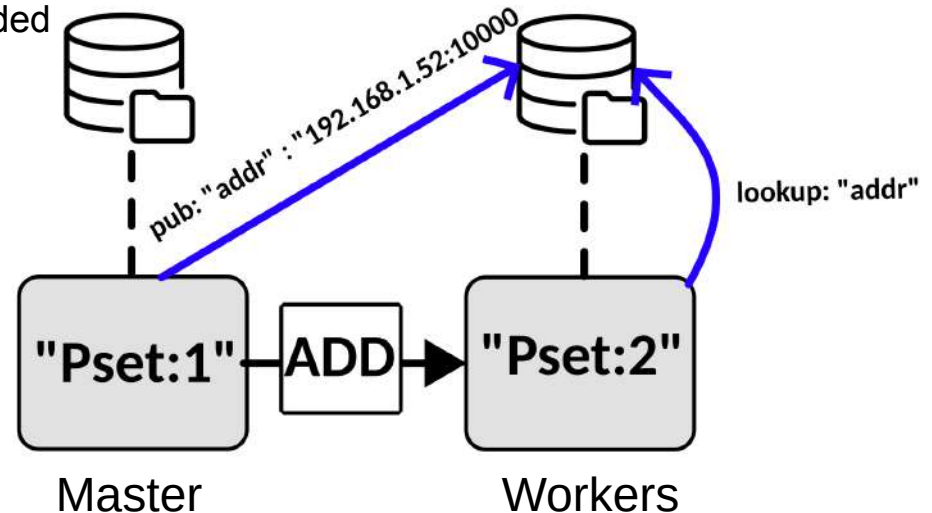 ded
pub: "addr" : "192.168.1.52:10000
lookup: "addr"
"Pset:1"
ADD
"Pset:2"
Master
Workers